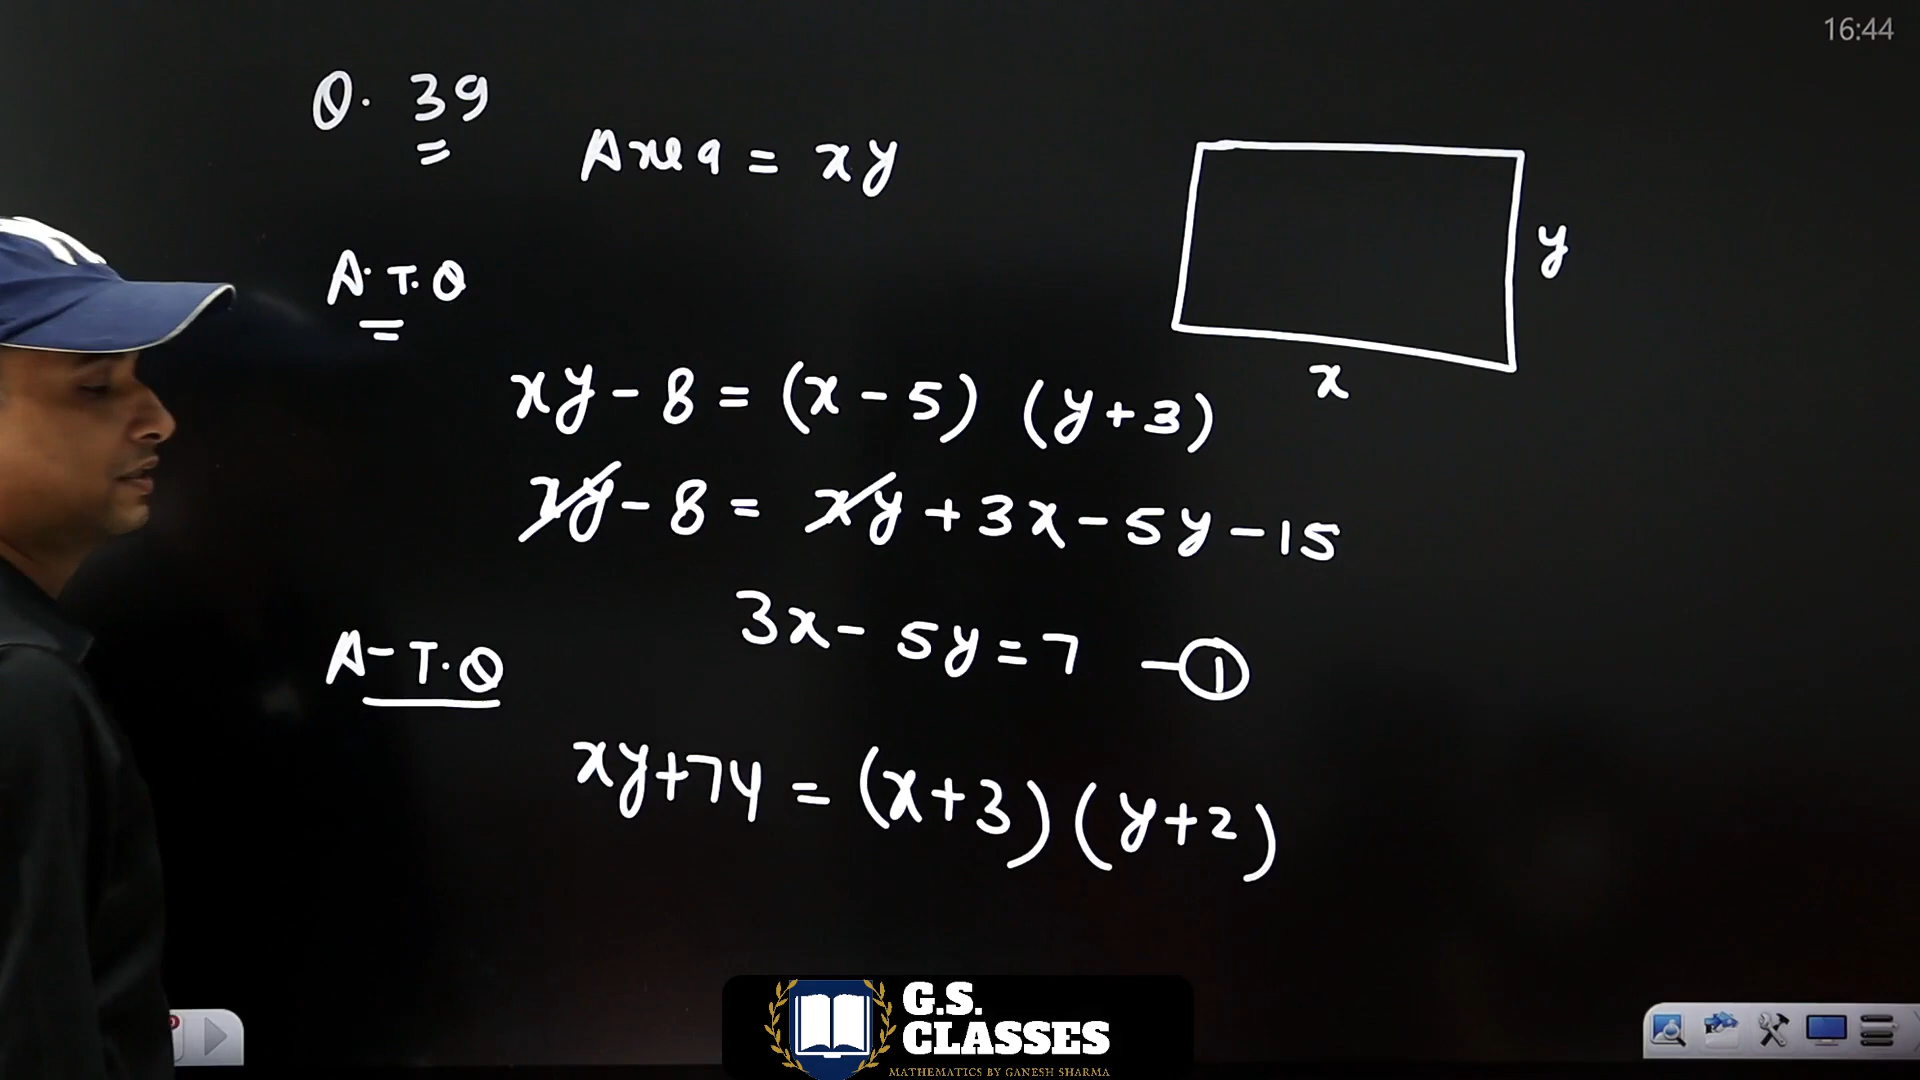 16:44
Q. 39
Area = xy
y
A.T.Q
x
xy - 8 = (x - 5) (y + 3)
xy - 8 = xy + 3x - 5y - 15
3x - 5y = 7 —①
A-T.Q
xy + 74 = (x + 3) (y + 2)
G.S.
CLASSES
MATHEMATICS BY GANESH SHARMA